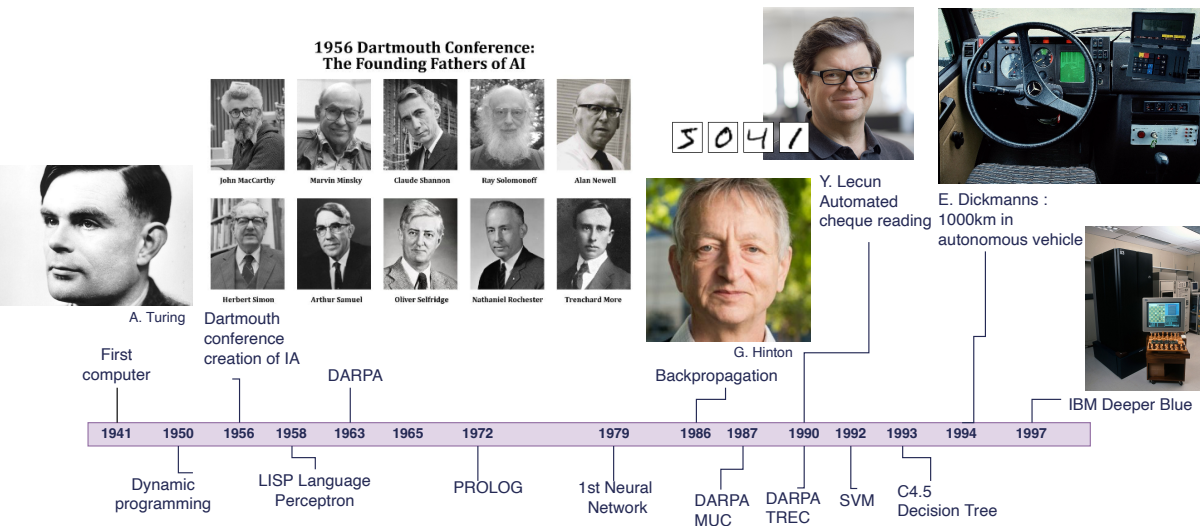 1956 Dartmouth Conference:
The Founding Fathers of AI
John MacCarthy
Marvin Minsky
Claude Shannon
Ray Solomonoff
Alan Newell
Herbert Simon
Arthur Samuel
Oliver Selfridge
Nathaniel Rochester
Trenchard More
5 0 4 1
A. Turing
G. Hinton
Y. Lecun
Automated
cheque reading
E. Dickmanns :
1000km in
autonomous vehicle
First
computer
Dartmouth
conference
creation of IA
DARPA
Backpropagation
IBM Deeper Blue
1941
1950
1956
1958
1963
1965
1972
1979
1986
1987
1990
1992
1993
1994
1997
Dynamic
programming
LISP Language
Perceptron
PROLOG
1st Neural
Network
DARPA
MUC
DARPA
TREC
SVM
C4.5
Decision Tree